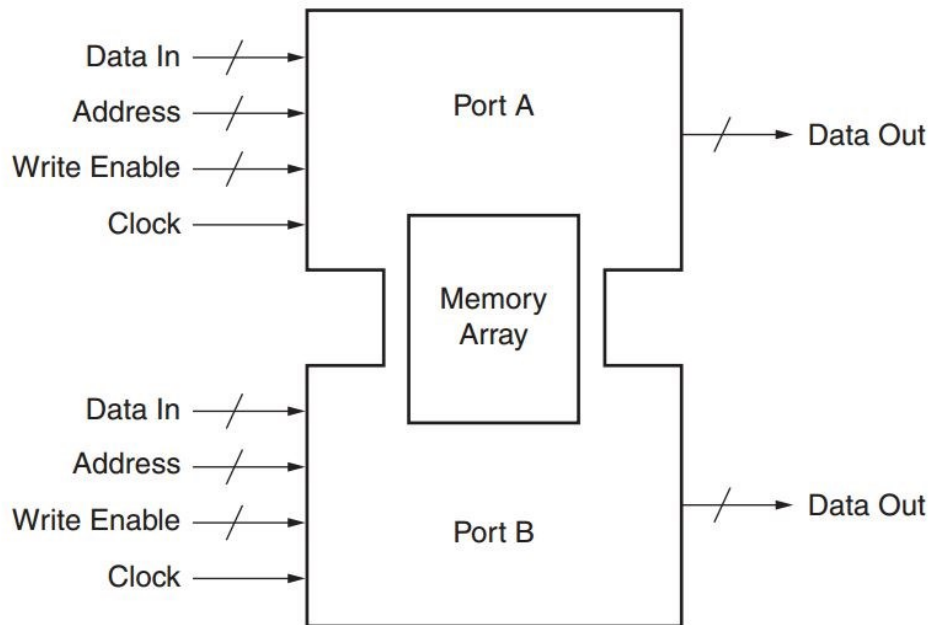 Data In
Address
Write Enable
Clock
Port A
Data Out
Memory
Array
Data In
Address
Write Enable
Clock
Port B
Data Out